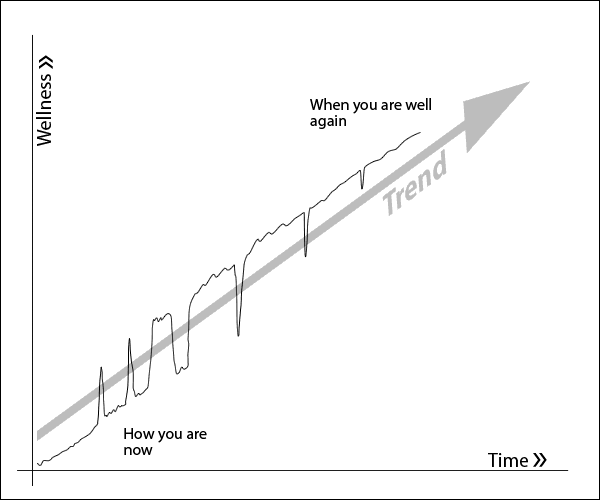 Wellness »
When you are well
again
Trend
How you are
now
Time »